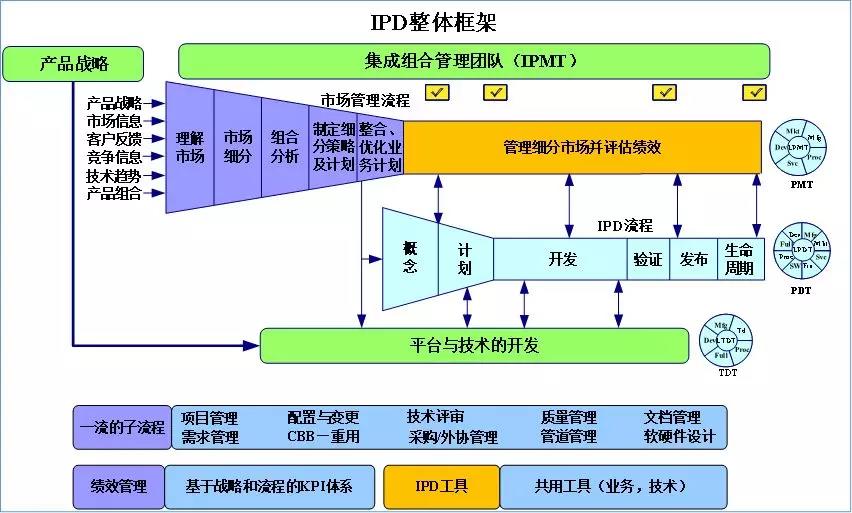 IPD整体框架
产品战略
集成组合管理团队（IPMT）
市场管理流程
产品战略
市场信息
客户反馈
竞争信息
技术趋势
产品组合
理解
市场
市场
细分
组合
分析
制定细
分策略
及计划
整合、
优化业
务计划
管理细分市场并评估绩效
Mkt
Mfg
Dev
LPMT
Proc
Svc
PMT
IPD流程
概
念
计
划
开发
验证
发布
生命
周期
Dev
Mfg
Full
LPDT
Mkt
Proc
Svc
SW
Fin
PDT
平台与技术的开发
Mfg
Td
Dev
LTDT
Proc
Full
TDT
一流的子流程
项目管理
配置与变更
技术评审
质量管理
文档管理
需求管理
CBB－重用
采购/外协管理
管道管理
软硬件设计
绩效管理
基于战略和流程的KPI体系
IPD工具
共用工具（业务，技术）